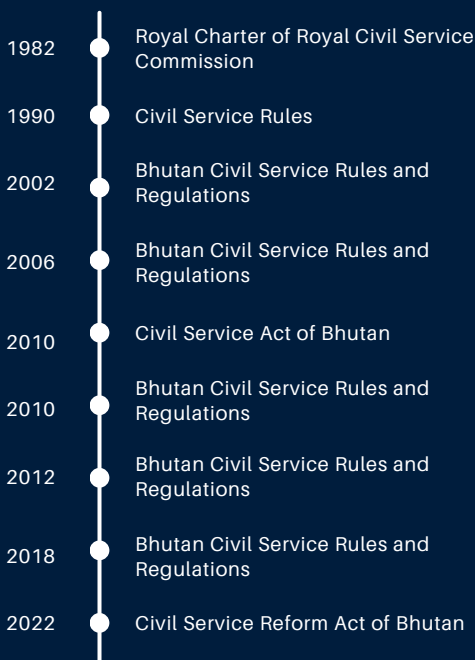 1982
Royal Charter of Royal Civil Service
Commission
1990
Civil Service Rules
2002
Bhutan Civil Service Rules and
Regulations
2006
Bhutan Civil Service Rules and
Regulations
2010
Civil Service Act of Bhutan
2010
Bhutan Civil Service Rules and
Regulations
2012
Bhutan Civil Service Rules and
Regulations
2018
Bhutan Civil Service Rules and
Regulations
2022
Civil Service Reform Act of Bhutan